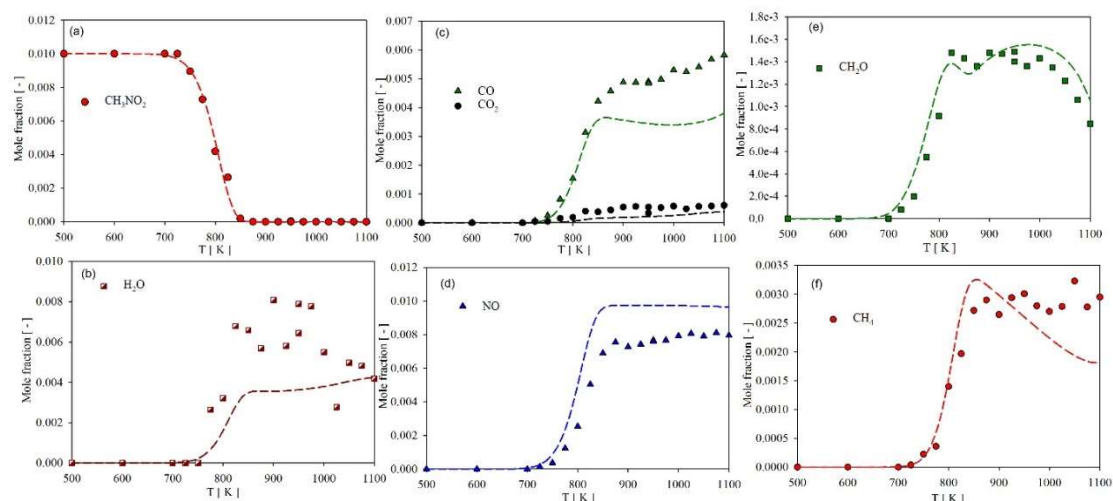 (a)
Mole fraction [ - ]
0.012
0.010
0.008
0.006
0.004
0.002
0.000
CH₃NO₂
500 600 700 800 900 1000 1100
T [ K ]
(c)
Mole fraction [ - ]
0.007
0.006
0.005
0.004
0.003
0.002
0.001
0.000
CO
CO₂
500 600 700 800 900 1000 1100
T [ K ]
(e)
Mole fraction [ - ]
1.8e-3
1.6e-3
1.4e-3
1.2e-3
1.0e-3
8.0e-4
6.0e-4
4.0e-4
2.0e-4
0,0
CH₂O
500 600 700 800 900 1000 1100
T [ K ]
(b)
Mole fraction [ - ]
0.010
0.008
0.006
0.004
0.002
0.000
H₂O
500 600 700 800 900 1000 1100
T [ K ]
(d)
Mole fraction [ - ]
0.012
0.010
0.008
0.006
0.004
0.002
0.000
NO
500 600 700 800 900 1000 1100
T [ K ]
(f)
Mole fraction [ - ]
0.0035
0.0030
0.0025
0.0020
0.0015
0.0010
0.0005
0.0000
CH₄
500 600 700 800 900 1000 1100
T [ K ]